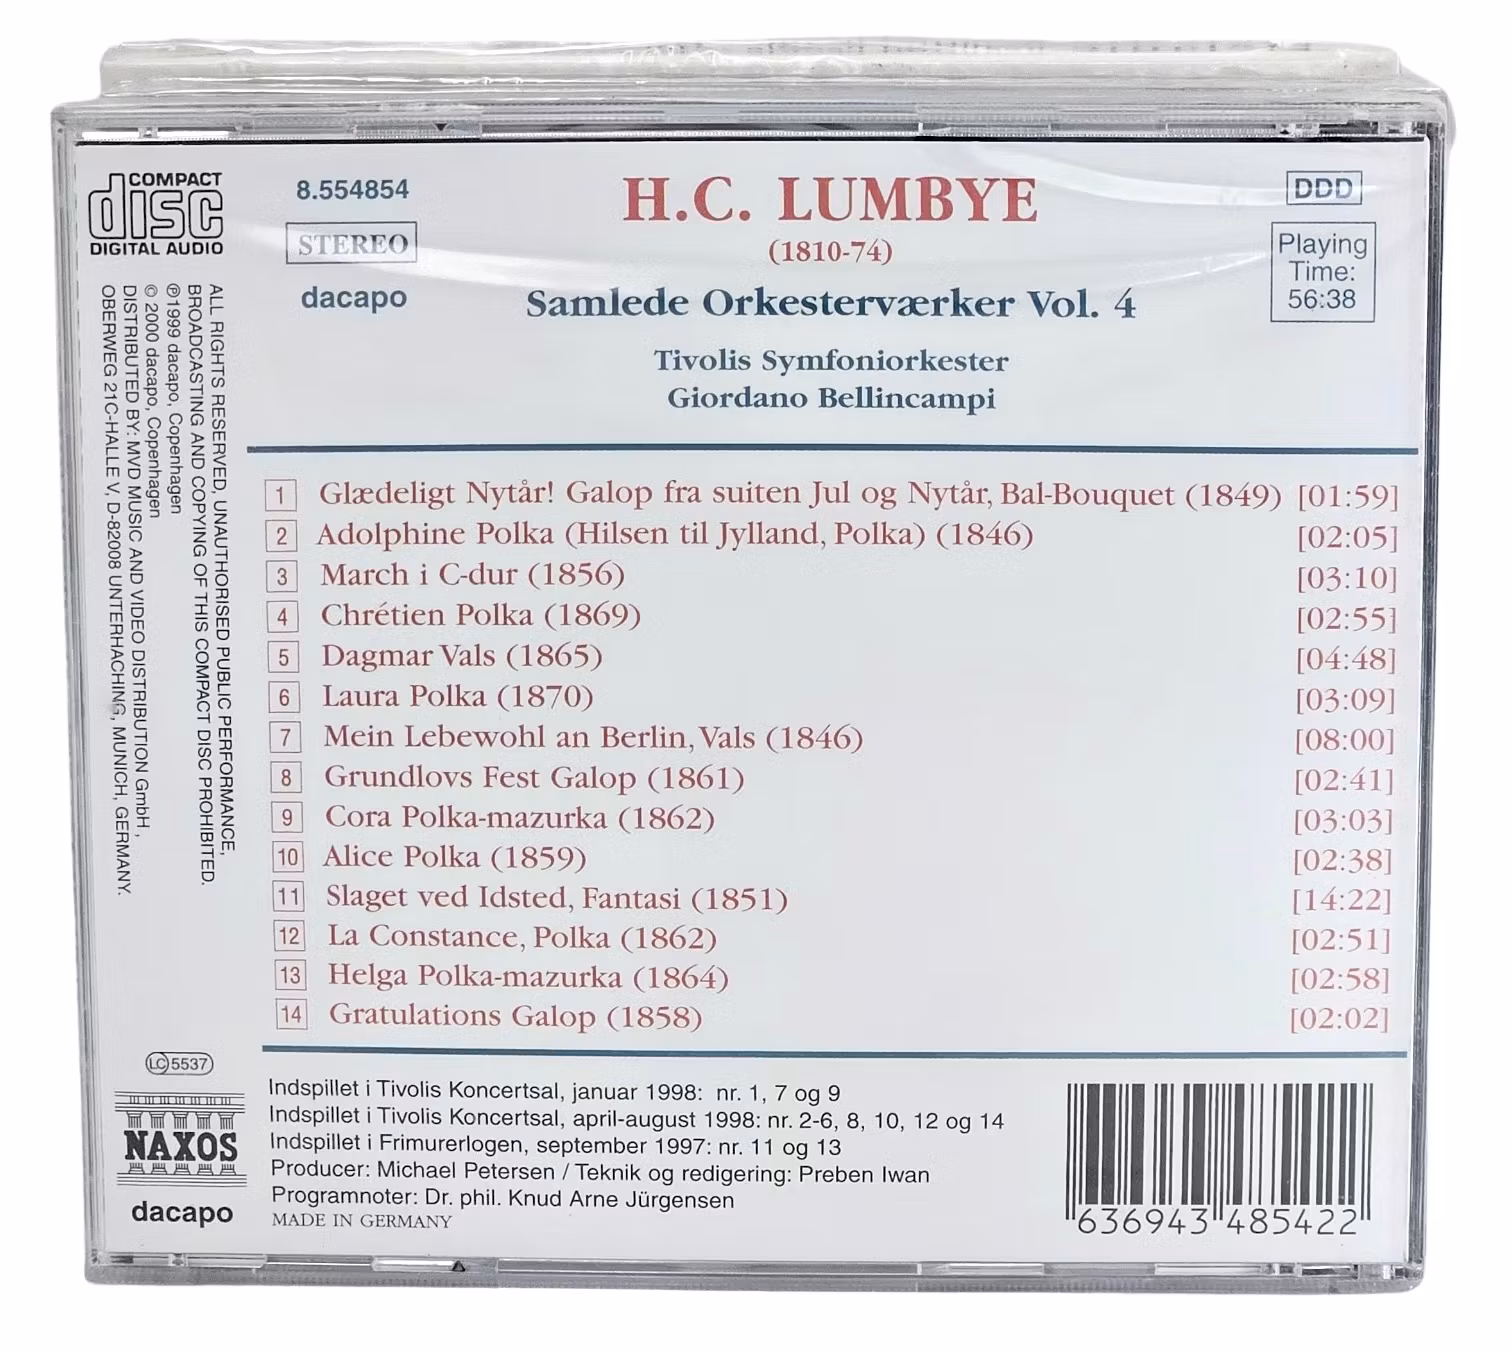 COMPACT
disc
DIGITAL AUDIO
8.554854
STEREO
dacapo
H.C. LUMBYE
(1810-74)
Samlede Orkesterværker Vol. 4
Tivolis Symfoniorkester
Giordano Bellincampi
DDD
Playing
Time:
56:38
ALL RIGHTS RESERVED, UNAUTHORISED PUBLIC PERFORMANCE,
BROADCASTING AND COPYING OF THIS COMPACT DISC PROHIBITED.
℗1999 dacapo, Copenhagen
© 2000 dacapo, Copenhagen
DISTRIBUTED BY: MVD MUSIC AND VIDEO DISTRIBUTION GmbH,
OBERWEG 21C-HALLE V, D-82008 UNTERHACHING, MUNICH, GERMANY.
1 Glædeligt Nytår! Galop fra suiten Jul og Nytår, Bal-Bouquet (1849) [01:59]
2 Adolphine Polka (Hilsen til Jylland, Polka) (1846) [02:05]
3 March i C-dur (1856) [03:10]
4 Chrétien Polka (1869) [02:55]
5 Dagmar Vals (1865) [04:48]
6 Laura Polka (1870) [03:09]
7 Mein Lebewohl an Berlin, Vals (1846) [08:00]
8 Grundlovs Fest Galop (1861) [02:41]
9 Cora Polka-mazurka (1862) [03:03]
10 Alice Polka (1859) [02:38]
11 Slaget ved Idsted, Fantasi (1851) [14:22]
12 La Constance, Polka (1862) [02:51]
13 Helga Polka-mazurka (1864) [02:58]
14 Gratulations Galop (1858) [02:02]
LC 5537
NAXOS
dacapo
Indspillet i Tivolis Koncertsal, januar 1998: nr. 1, 7 og 9
Indspillet i Tivolis Koncertsal, april-august 1998: nr. 2-6, 8, 10, 12 og 14
Indspillet i Frimurerlogen, september 1997: nr. 11 og 13
Producer: Michael Petersen / Teknik og redigering: Preben Iwan
Programnoter: Dr. phil. Knud Arne Jürgensen
MADE IN GERMANY
636943 485422